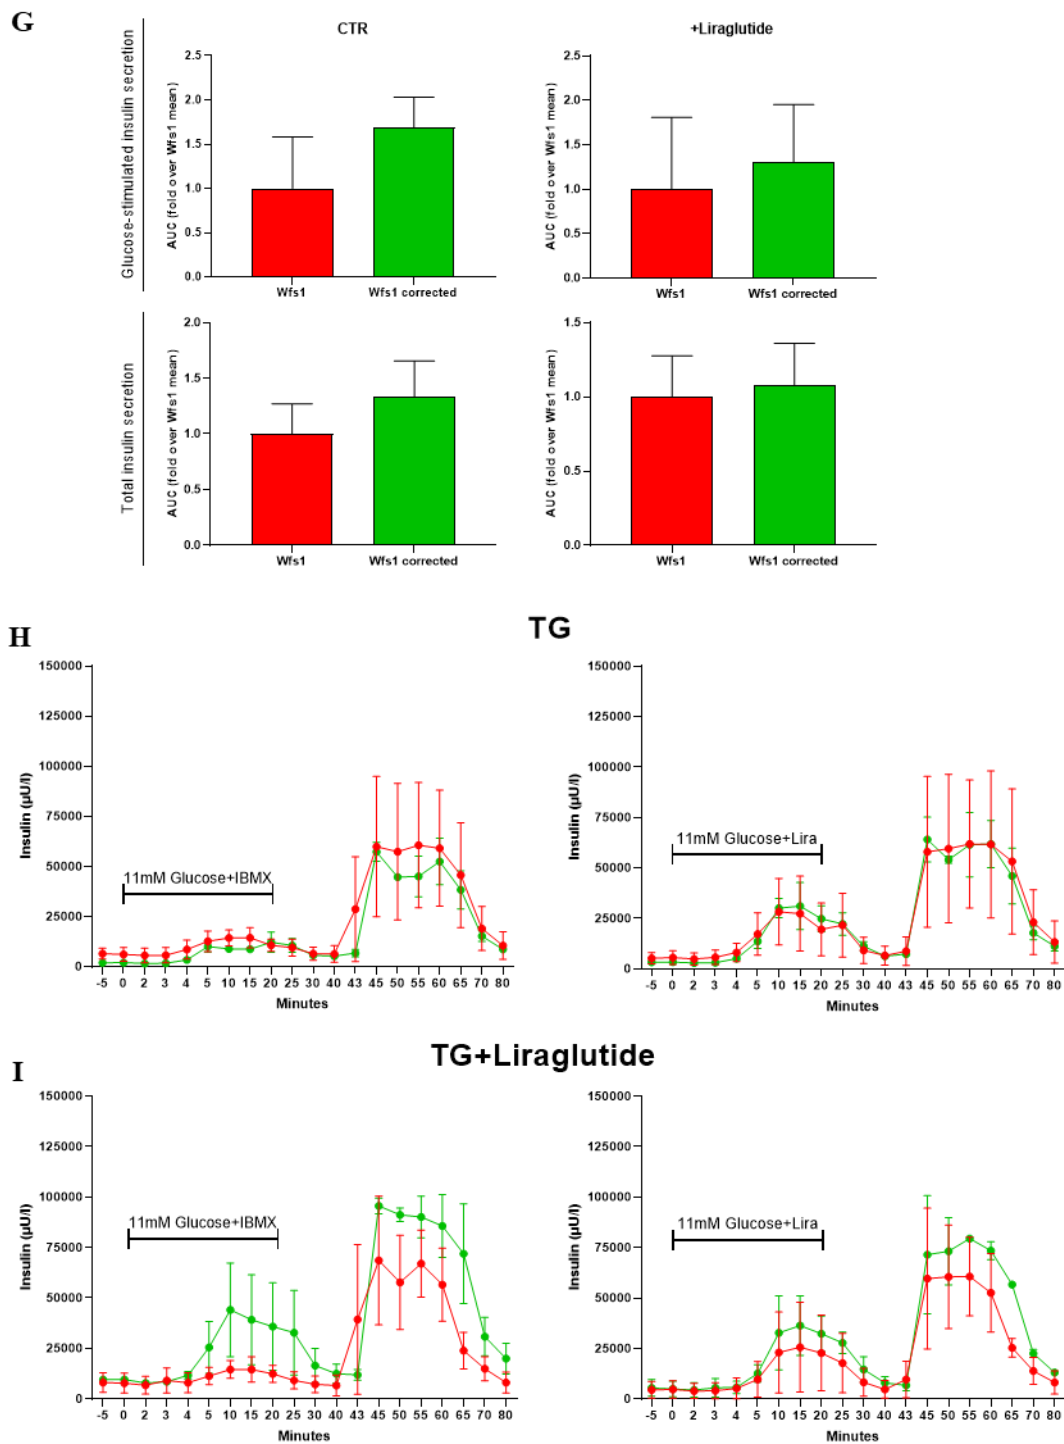 G
CTR
+Liraglutide
Glucose-stimulated insulin secretion
AUC (fold over Wfs1 mean)
2.5
2.0
1.5
1.0
0.5
0.0
Wfs1 Wfs1 corrected
AUC (fold over Wfs1 mean)
2.5
2.0
1.5
1.0
0.5
0.0
Wfs1 Wfs1 corrected
Total insulin secretion
AUC (fold over Wfs1 mean)
2.0
1.5
1.0
0.5
0.0
Wfs1 Wfs1 corrected
AUC (fold over Wfs1 mean)
1.5
1.0
0.5
0.0
Wfs1 Wfs1 corrected
H
TG
Insulin (µU/l)
150000
125000
100000
75000
50000
25000
0
11mM Glucose+IBMX
-5 0 2 3 4 5 10 15 20 25 30 40 43 45 50 55 60 65 70 80
Minutes
Insulin (µU/l)
150000
125000
100000
75000
50000
25000
0
11mM Glucose+Lira
-5 0 2 3 4 5 10 15 20 25 30 40 43 45 50 55 60 65 70 80
Minutes
I
TG+Liraglutide
Insulin (µU/l)
150000
125000
100000
75000
50000
25000
0
11mM Glucose+IBMX
-5 0 2 3 4 5 10 15 20 25 30 40 43 45 50 55 60 65 70 80
Minutes
Insulin (µU/l)
150000
125000
100000
75000
50000
25000
0
11mM Glucose+Lira
-5 0 2 3 4 5 10 15 20 25 30 40 43 45 50 55 60 65 70 80
Minutes